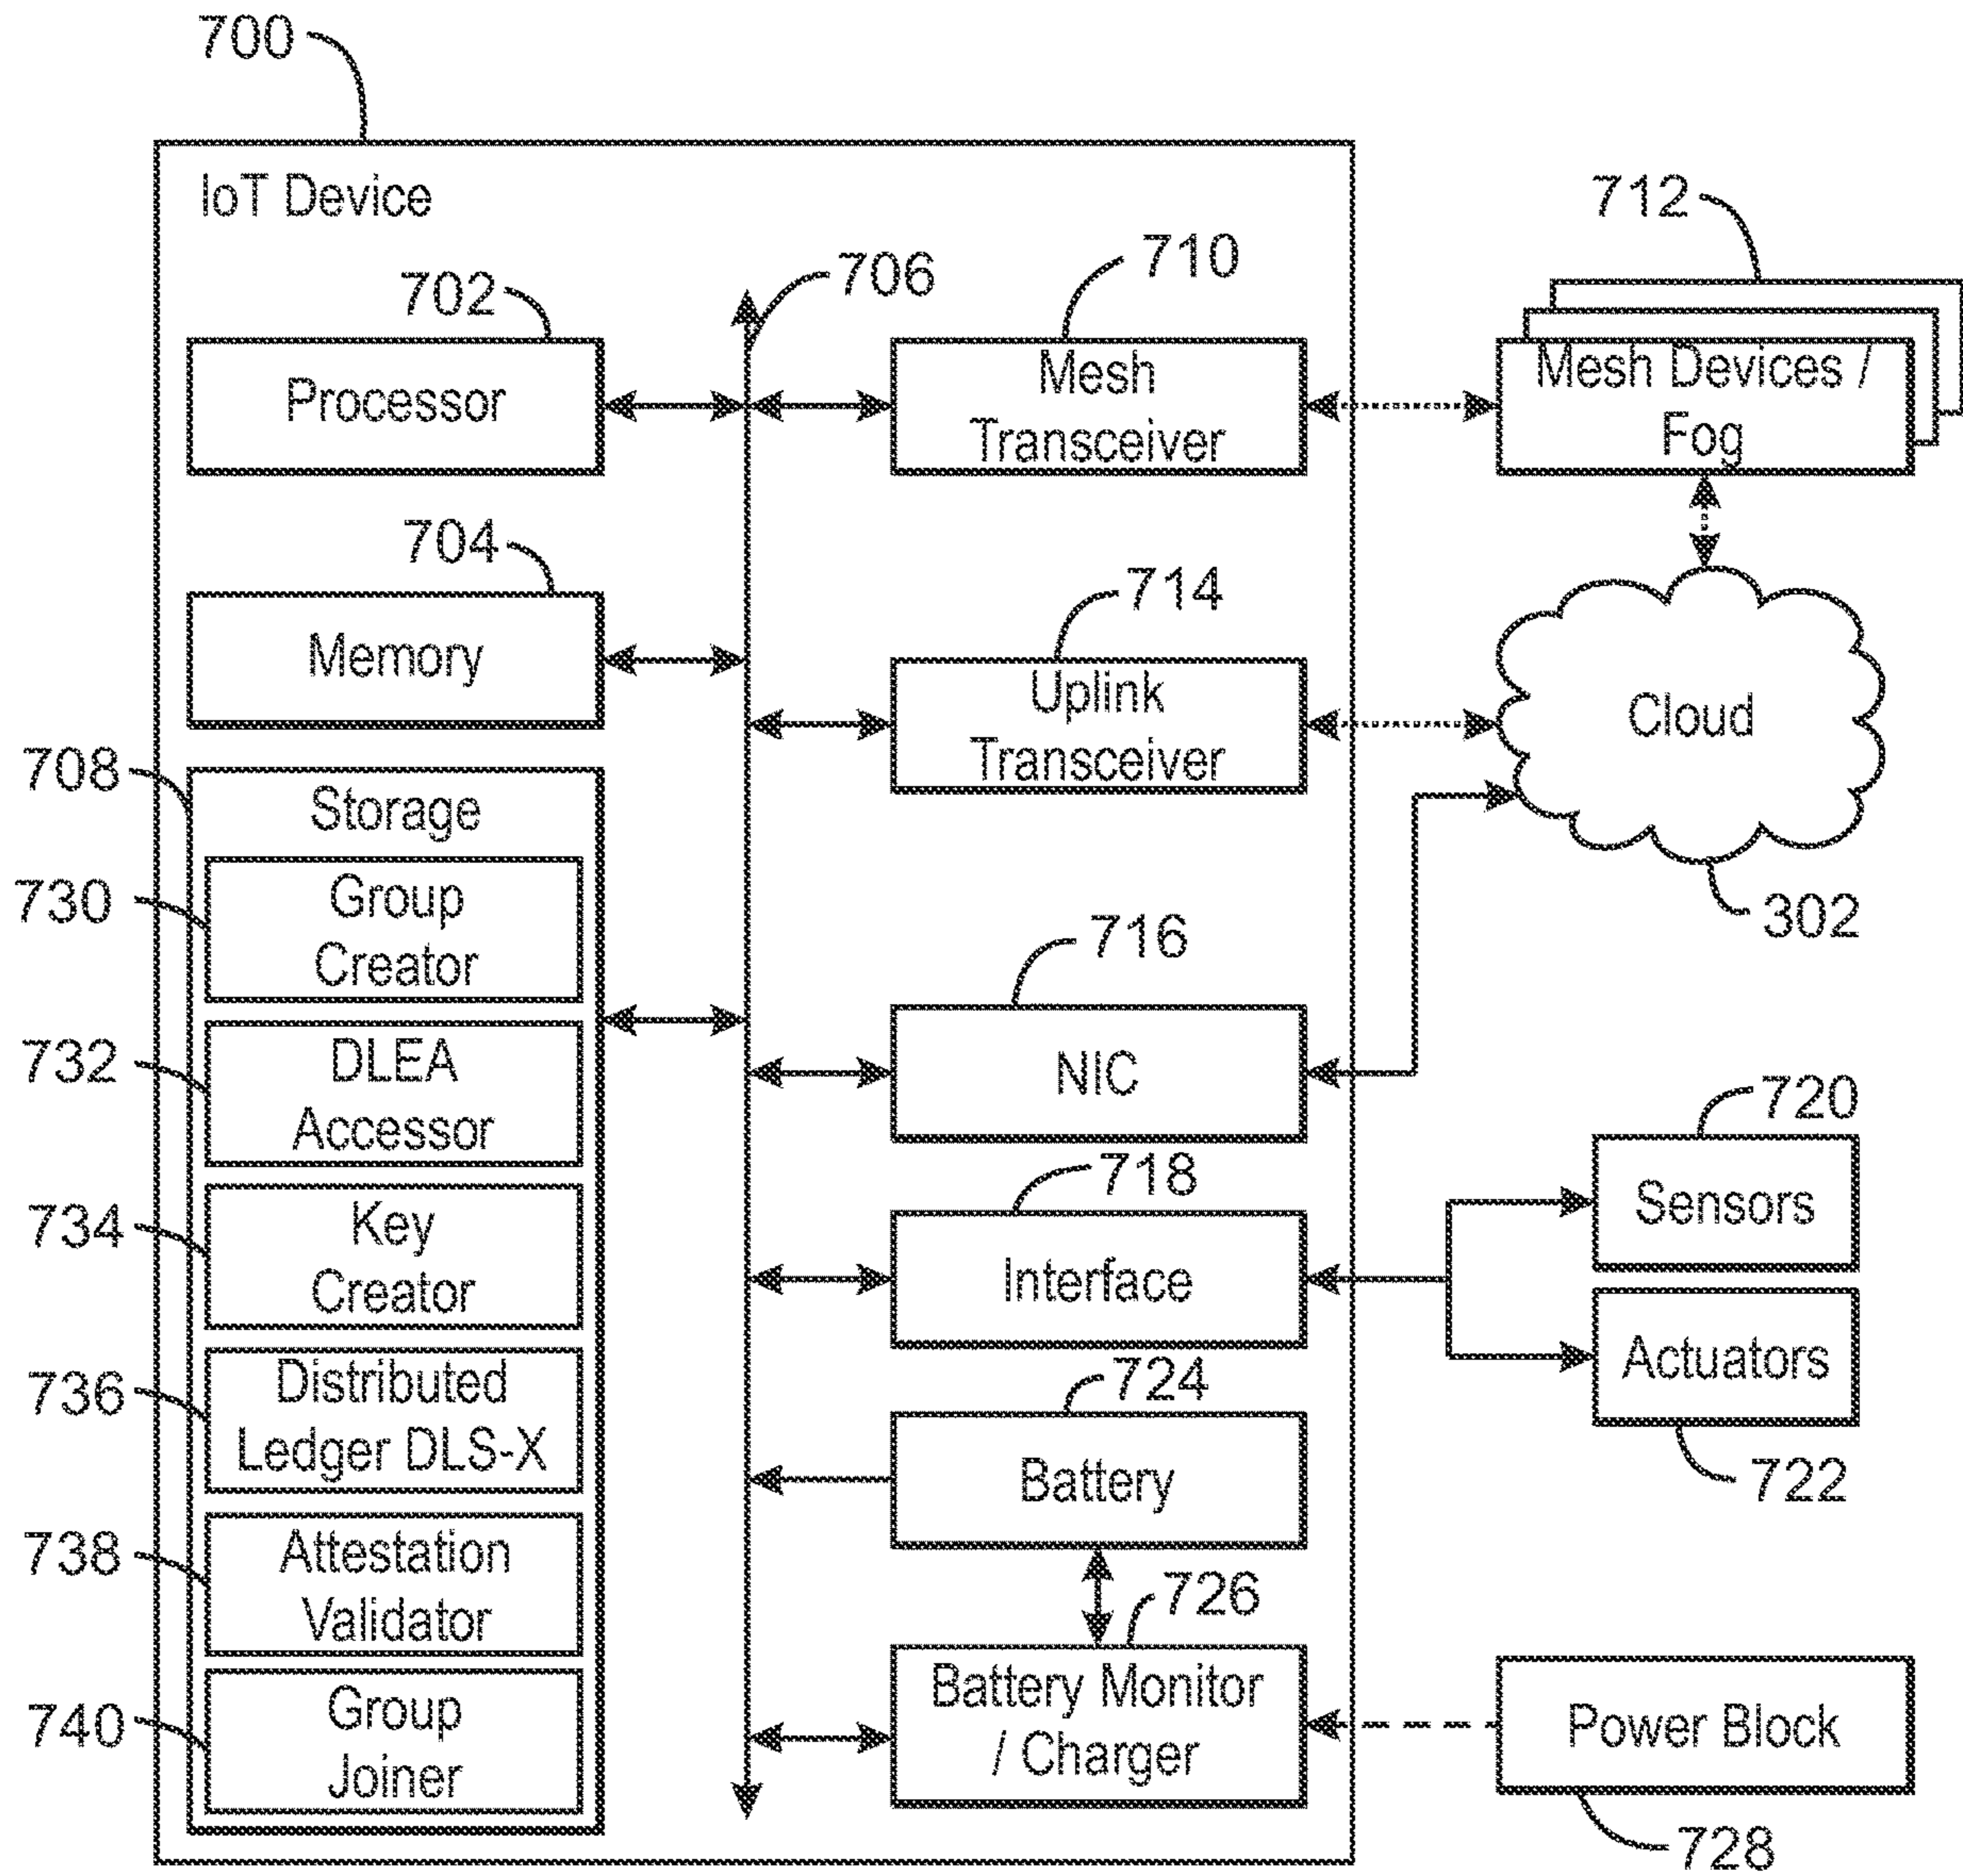 700
IoT Device
702
706
710
712
Processor
Mesh
Transceiver
Mesh Devices /
Fog
704
714
Memory
Uplink
Transceiver
Cloud
302
708
Storage
730
Group
Creator
716
NIC
732
DLEA
Accessor
718
Interface
720
Sensors
734
Key
Creator
Actuators
722
736
Distributed
Ledger DLS-X
724
Battery
738
Attestation
Validator
726
Battery Monitor
/ Charger
Power Block
728
740
Group
Joiner